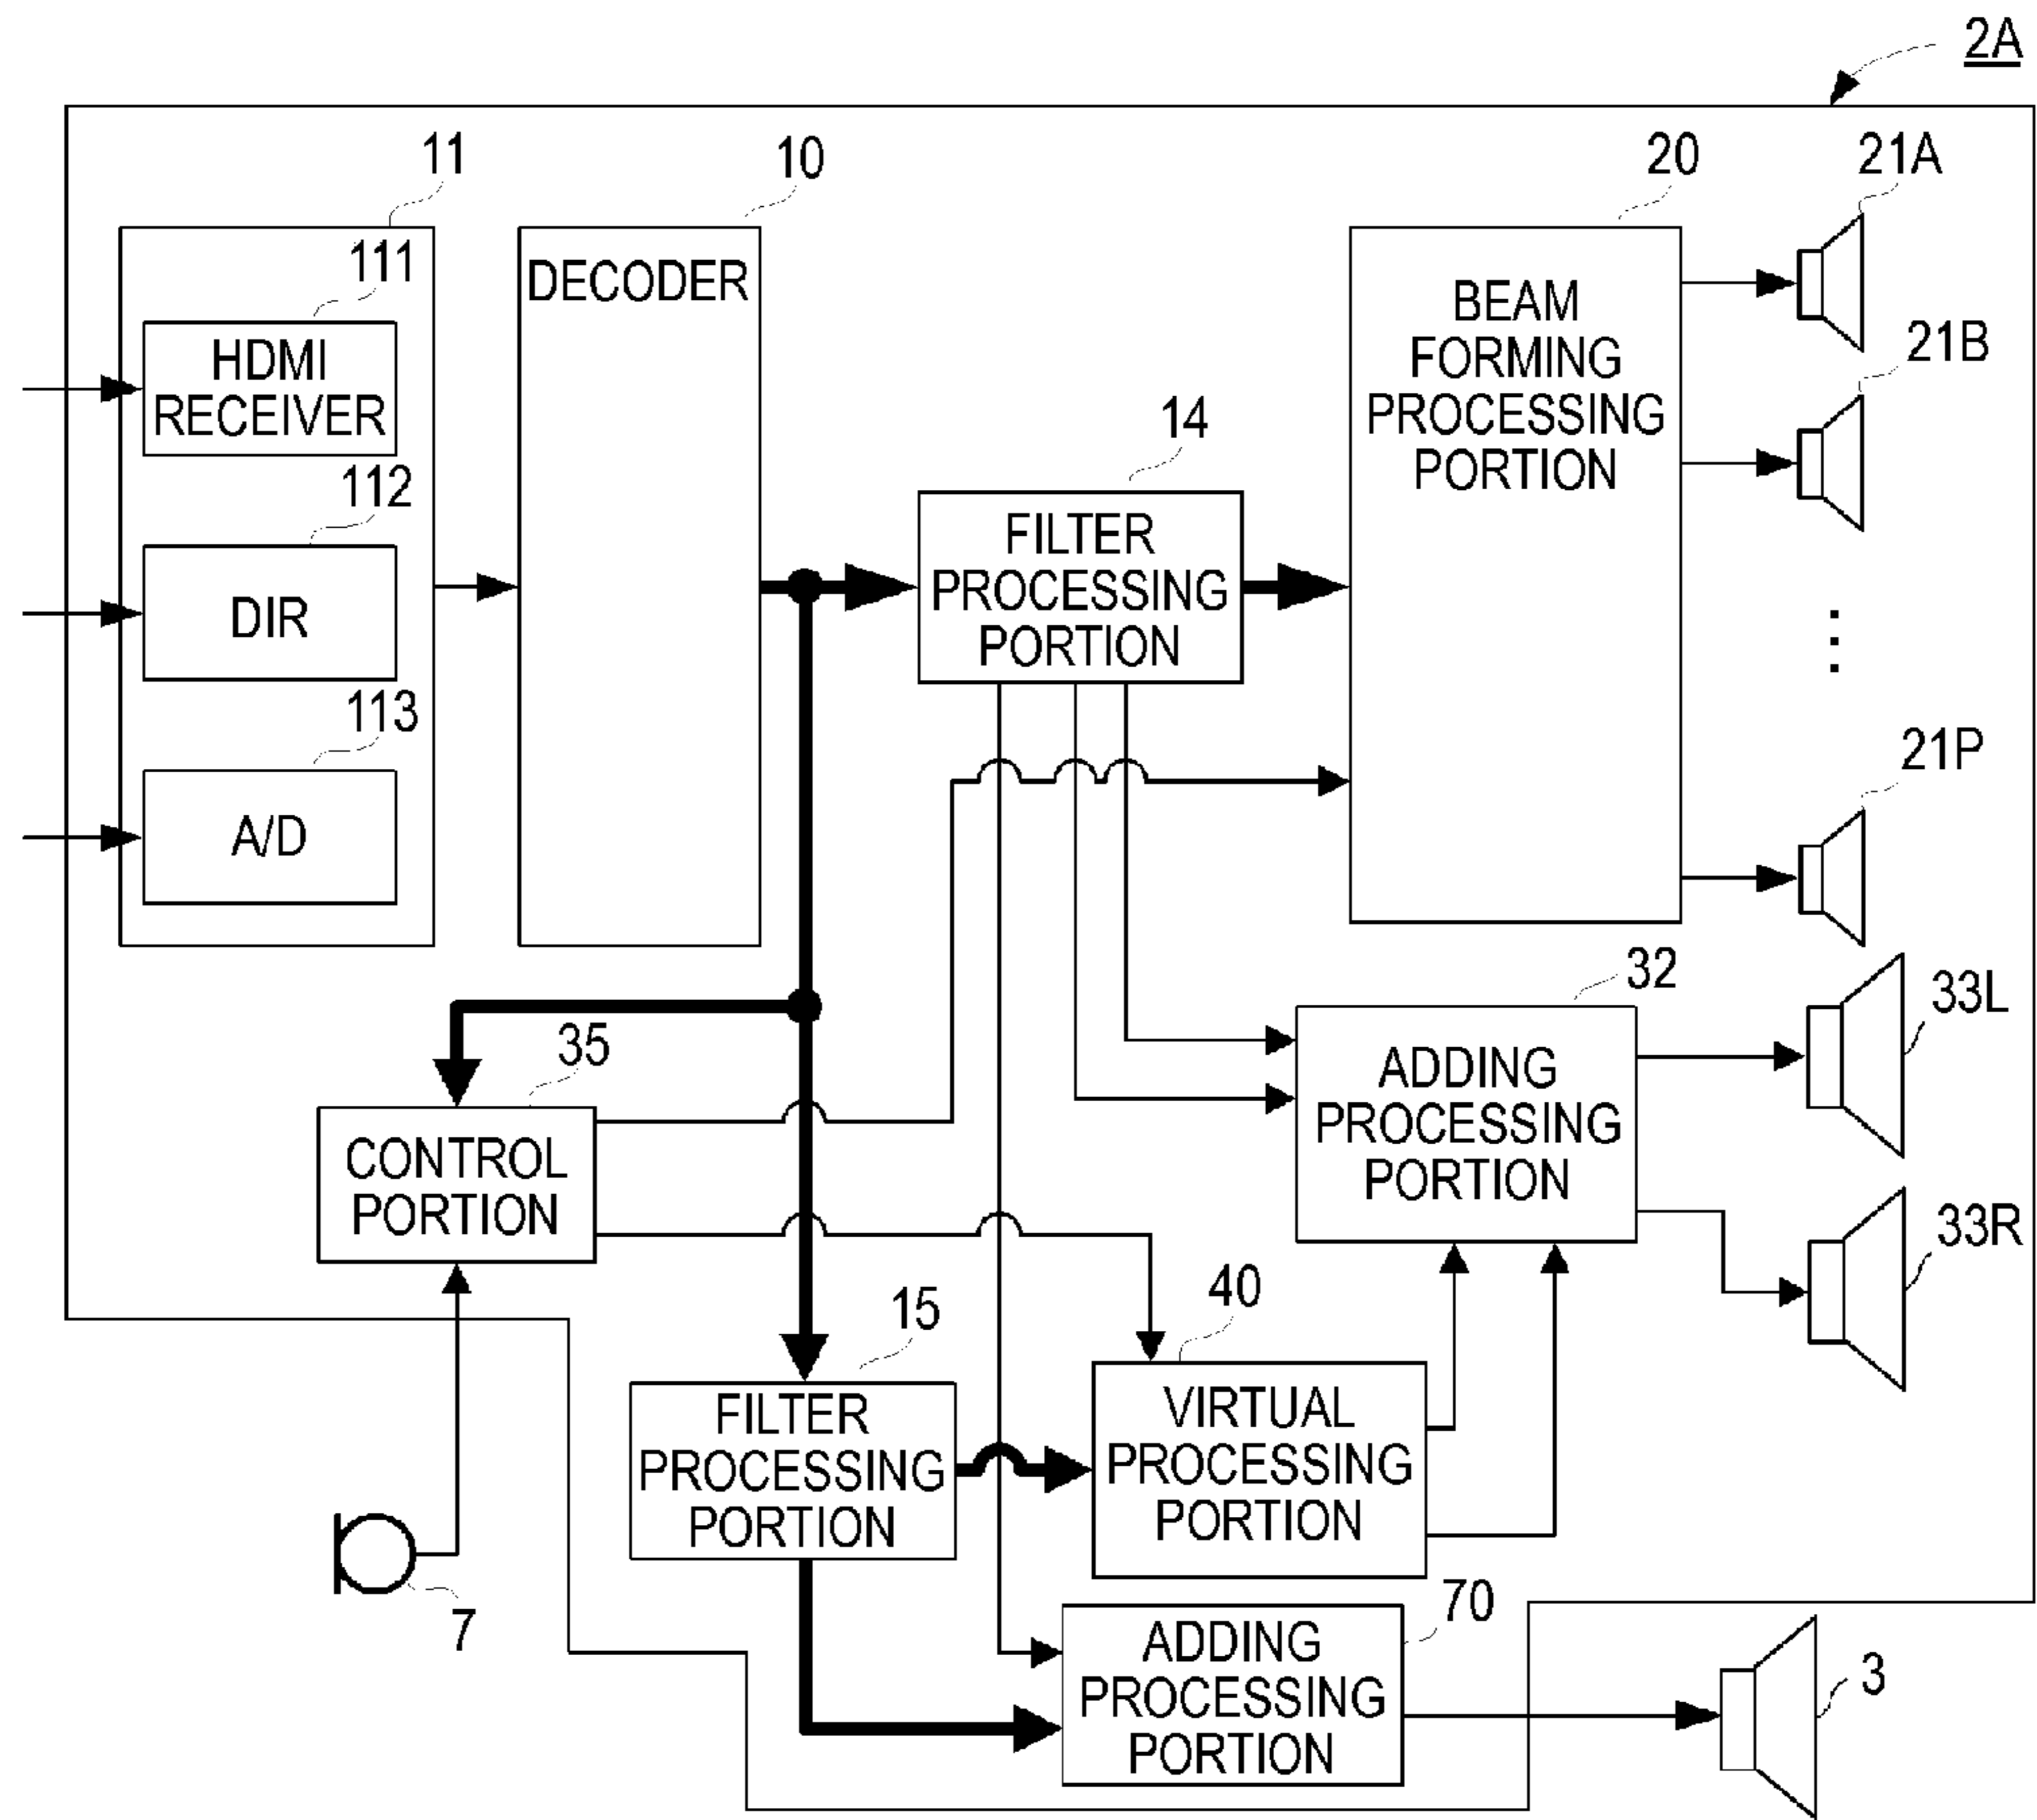 2A
11
10
20
21A
111
DECODER
HDMI
RECEIVER
BEAM
FORMING
PROCESSING
PORTION
21B
14
112
FILTER
PROCESSING
PORTION
DIR
113
A/D
21P
32
33L
35
ADDING
PROCESSING
PORTION
CONTROL
PORTION
33R
40
15
FILTER
PROCESSING
PORTION
VIRTUAL
PROCESSING
PORTION
7
70
ADDING
PROCESSING
PORTION
3